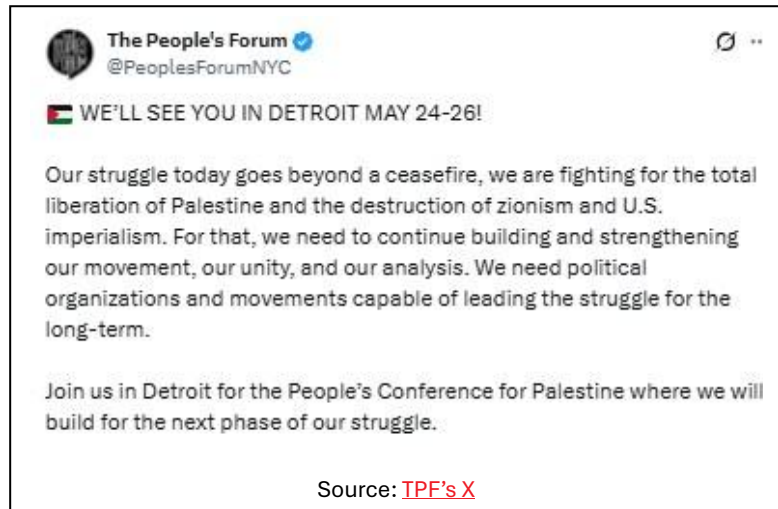 The People's Forum
@PeoplesForumNYC
🇵🇸 WE'LL SEE YOU IN DETROIT MAY 24-26!
Our struggle today goes beyond a ceasefire, we are fighting for the total
liberation of Palestine and the destruction of zionism and U.S.
imperialism. For that, we need to continue building and strengthening
our movement, our unity, and our analysis. We need political
organizations and movements capable of leading the struggle for the
long-term.
Join us in Detroit for the People's Conference for Palestine where we will
build for the next phase of our struggle.
Source: TPF's X